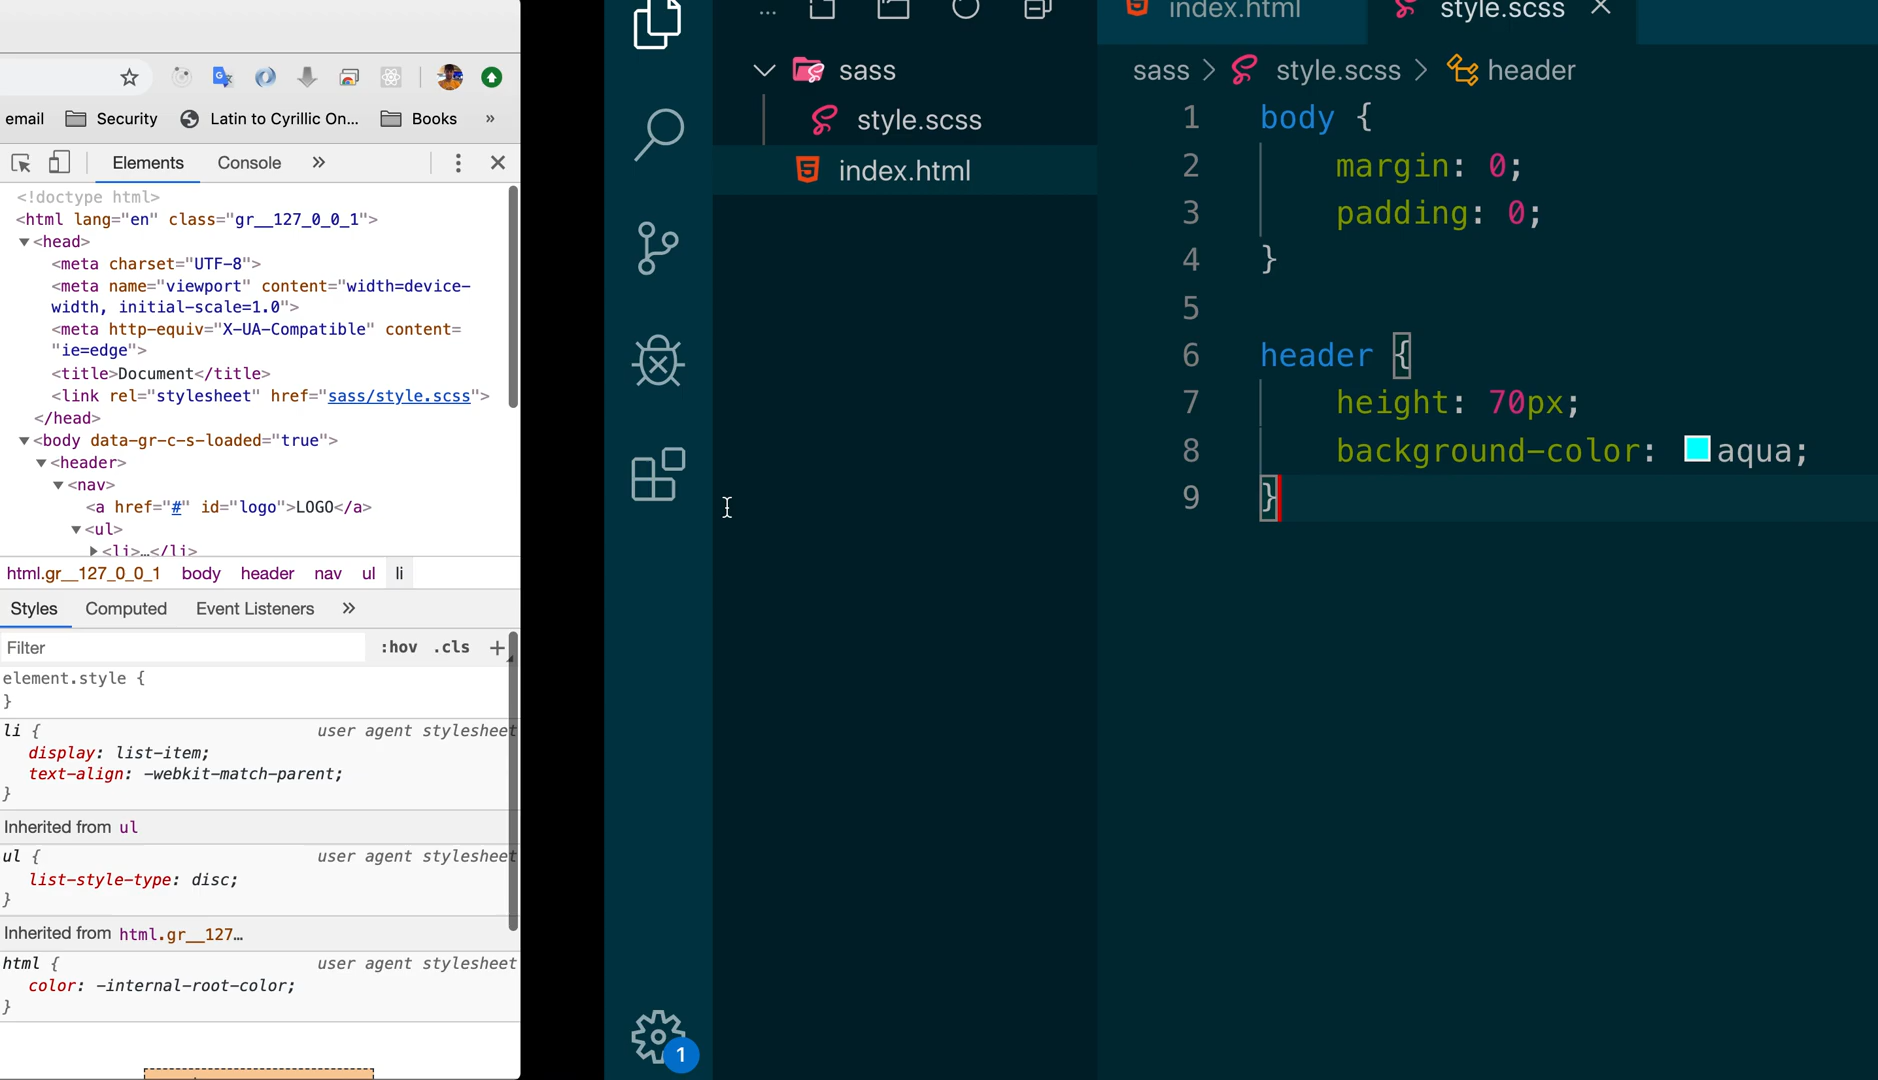 email Security Latin to Cyrillic On... Books »
Elements Console »
<!doctype html>
<html lang="en" class="gr__127_0_0_1">
<head>
<meta charset="UTF-8">
<meta name="viewport" content="width=device-
width, initial-scale=1.0">
<meta http-equiv="X-UA-Compatible" content=
"ie=edge">
<title>Document</title>
<link rel="stylesheet" href="sass/style.scss">
</head>
<body data-gr-c-s-loaded="true">
<header>
<nav>
<a href="#" id="logo">LOGO</a>
<ul>
<li>…</li>
html.gr__127_0_0_1 body header nav ul li
Styles Computed Event Listeners »
Filter :hov .cls +
element.style {
}
li { user agent stylesheet
display: list-item;
text-align: -webkit-match-parent;
}
Inherited from ul
ul { user agent stylesheet
list-style-type: disc;
}
Inherited from html.gr__127…
html { user agent stylesheet
color: -internal-root-color;
}
...
sass
style.scss
index.html
1
index.html style.scss
sass > style.scss > header
1 body {
2 margin: 0;
3 padding: 0;
4 }
5
6 header {
7 height: 70px;
8 background-color: aqua;
9 }